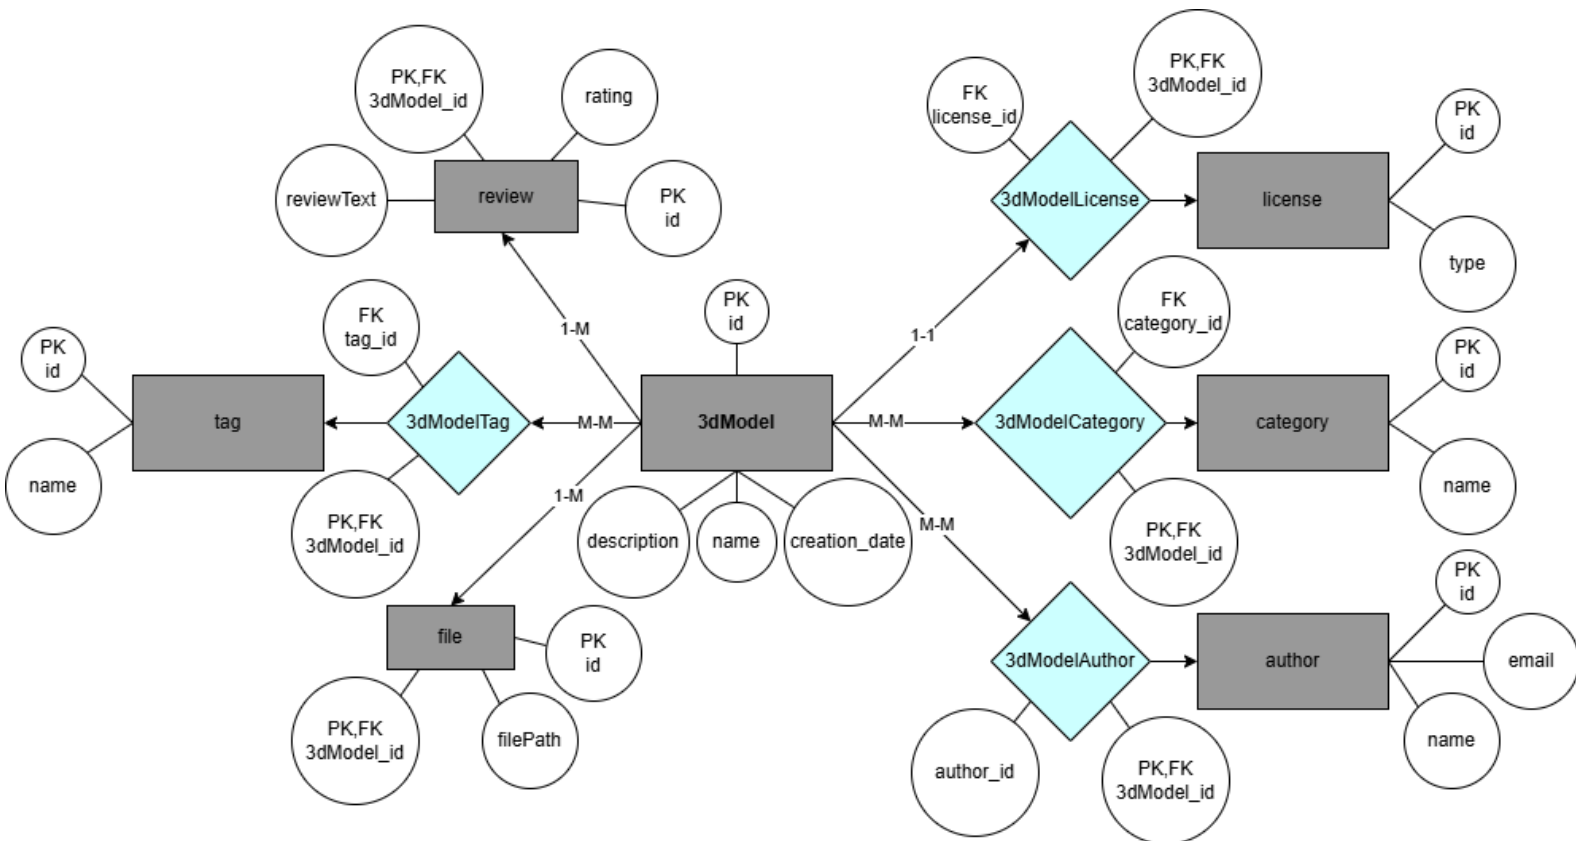 PK,FK
3dModel_id
rating
reviewText
review
PK
id
FK
license_id
PK,FK
3dModel_id
3dModelLicense
license
PK
id
type
1-M
1-1
PK
id
name
tag
FK
tag_id
3dModelTag
PK,FK
3dModel_id
M-M
PK
id
3dModel
description
name
creation_date
M-M
FK
category_id
3dModelCategory
PK,FK
3dModel_id
category
PK
id
name
1-M
file
PK
id
PK,FK
3dModel_id
filePath
M-M
3dModelAuthor
author_id
PK,FK
3dModel_id
author
PK
id
email
name